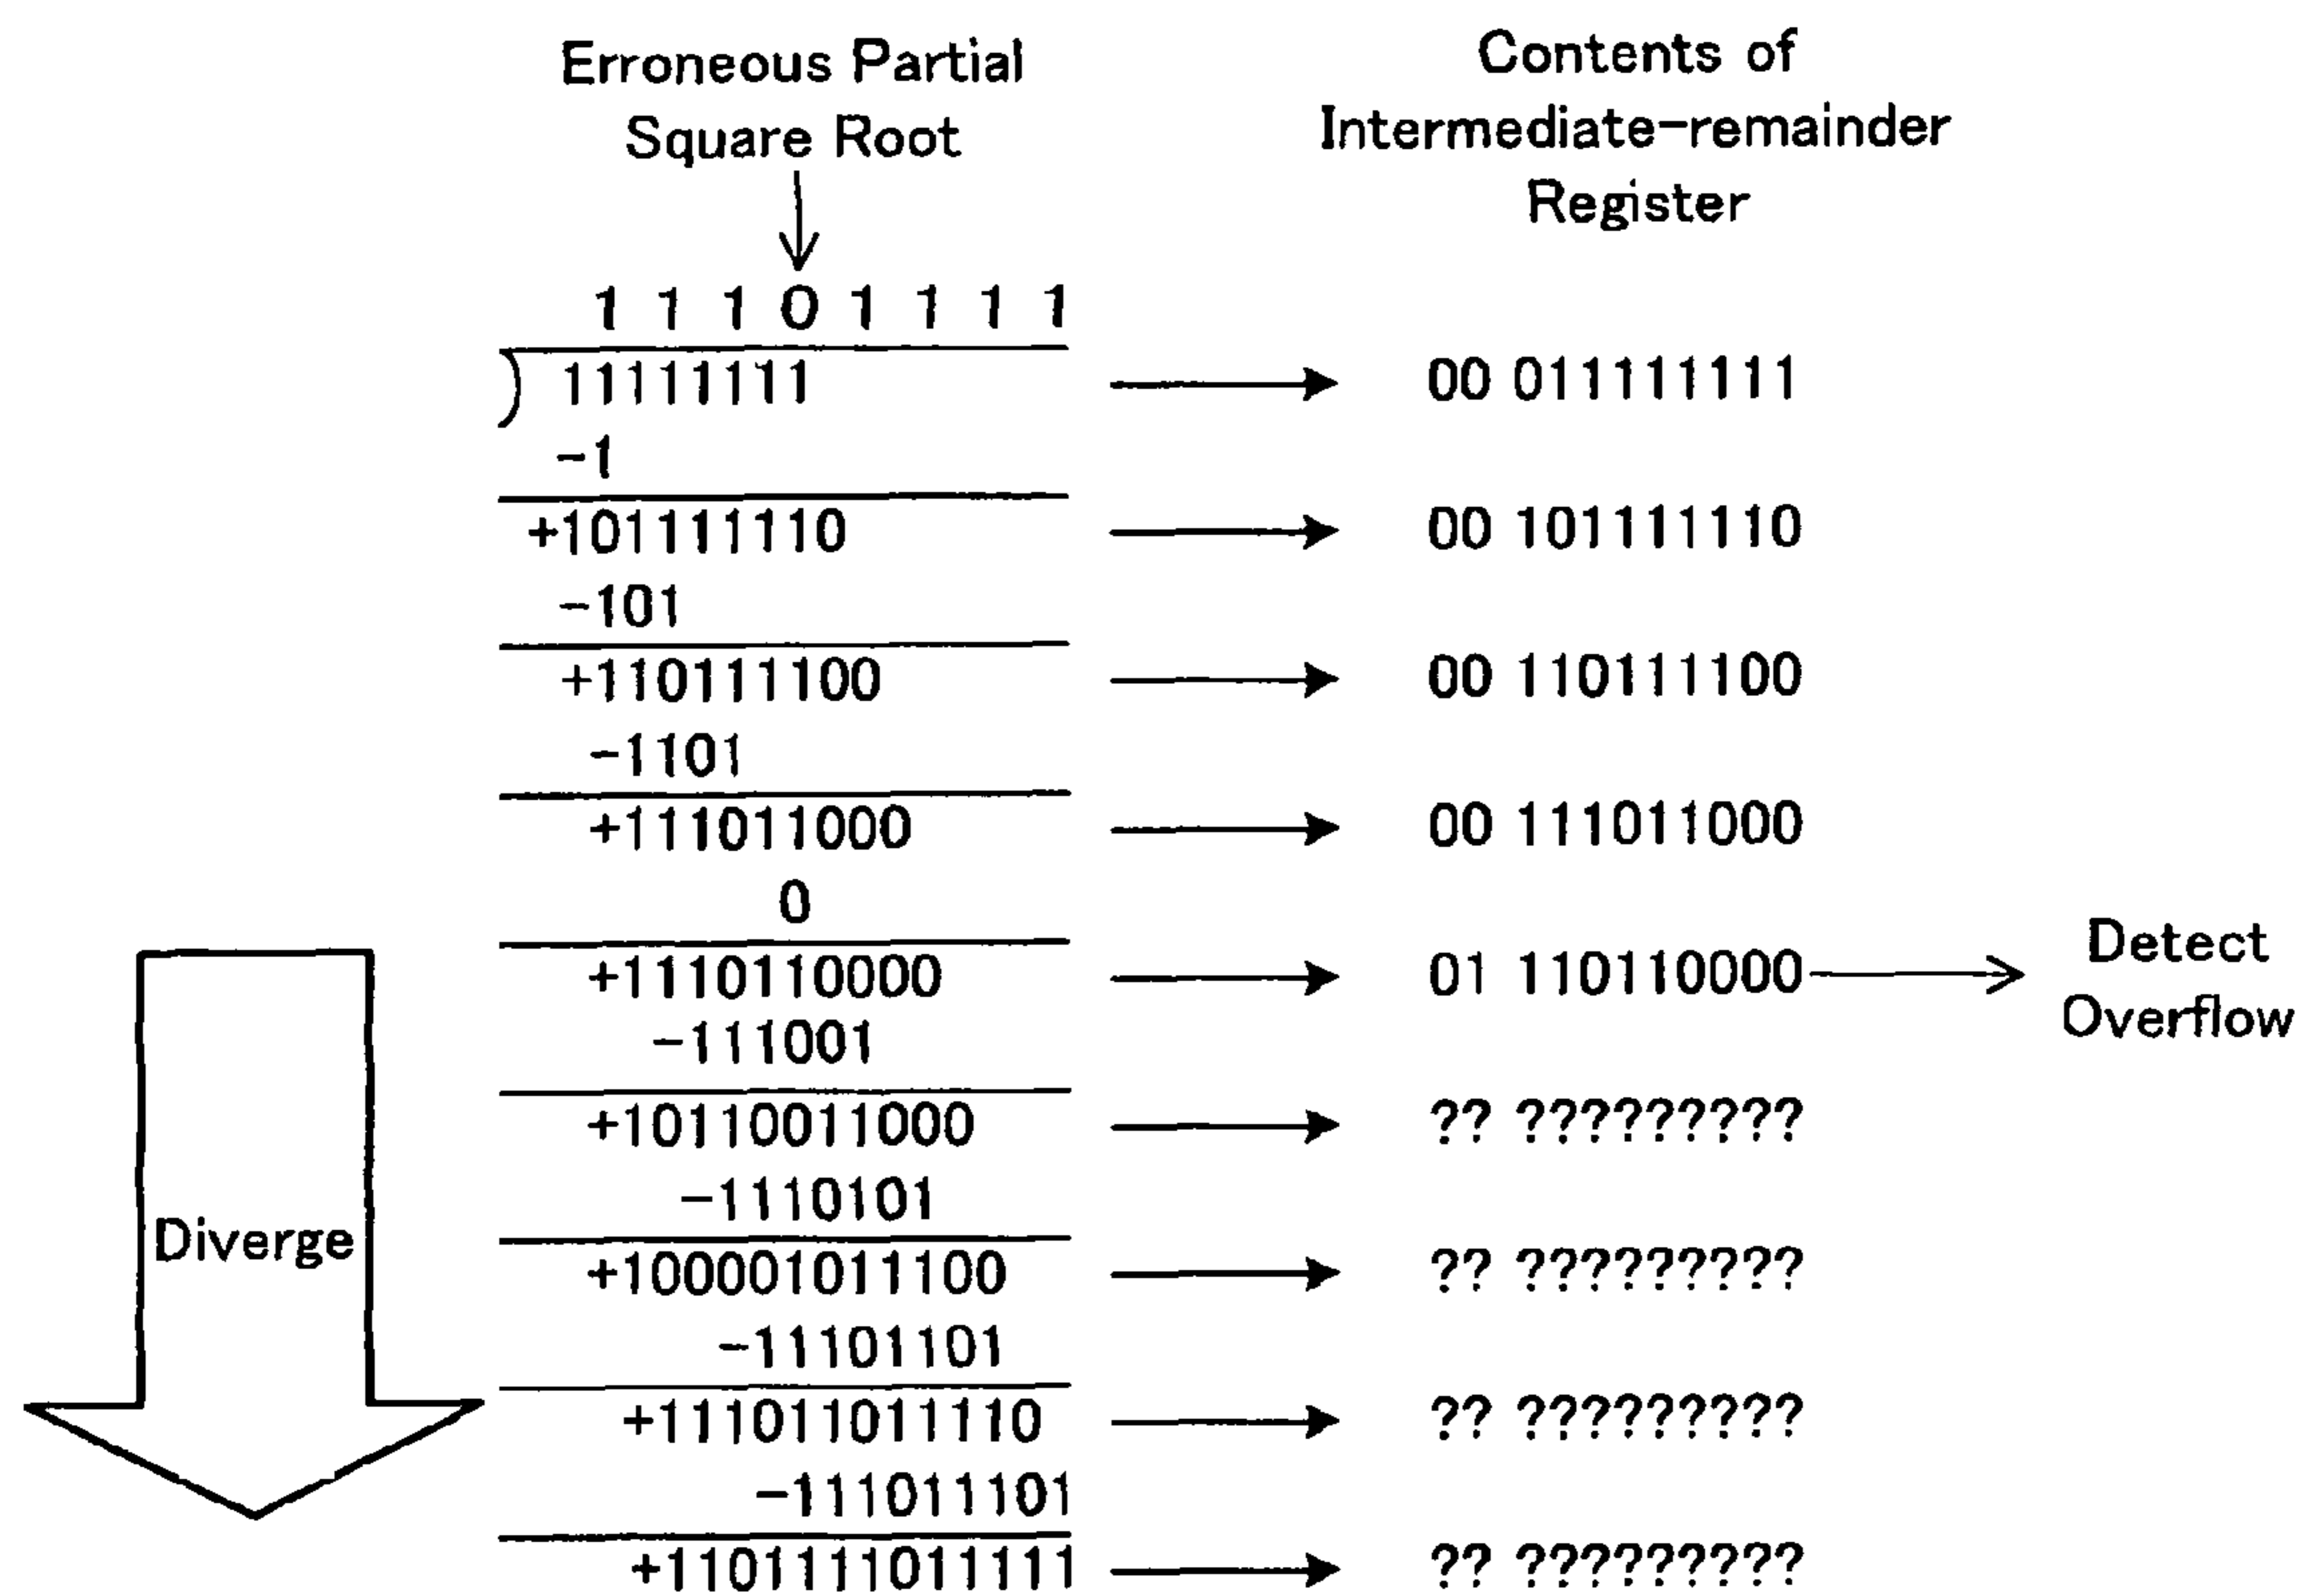 Erroneous Partial
Square Root
Contents of
Intermediate-remainder
Register
1 1 1 0 1 1 1 1
11111111
00 011111111
-1
+101111110
00 101111110
-101
+110111100
00 110111100
-1101
+111011000
00 111011000
0
+1110110000
01 110110000
Detect
Overflow
-111001
+10110011000
?? ?????????
-1110101
Diverge
+100001011100
?? ?????????
-11101101
+111011011110
?? ?????????
-111011101
+1101111011111
?? ?????????